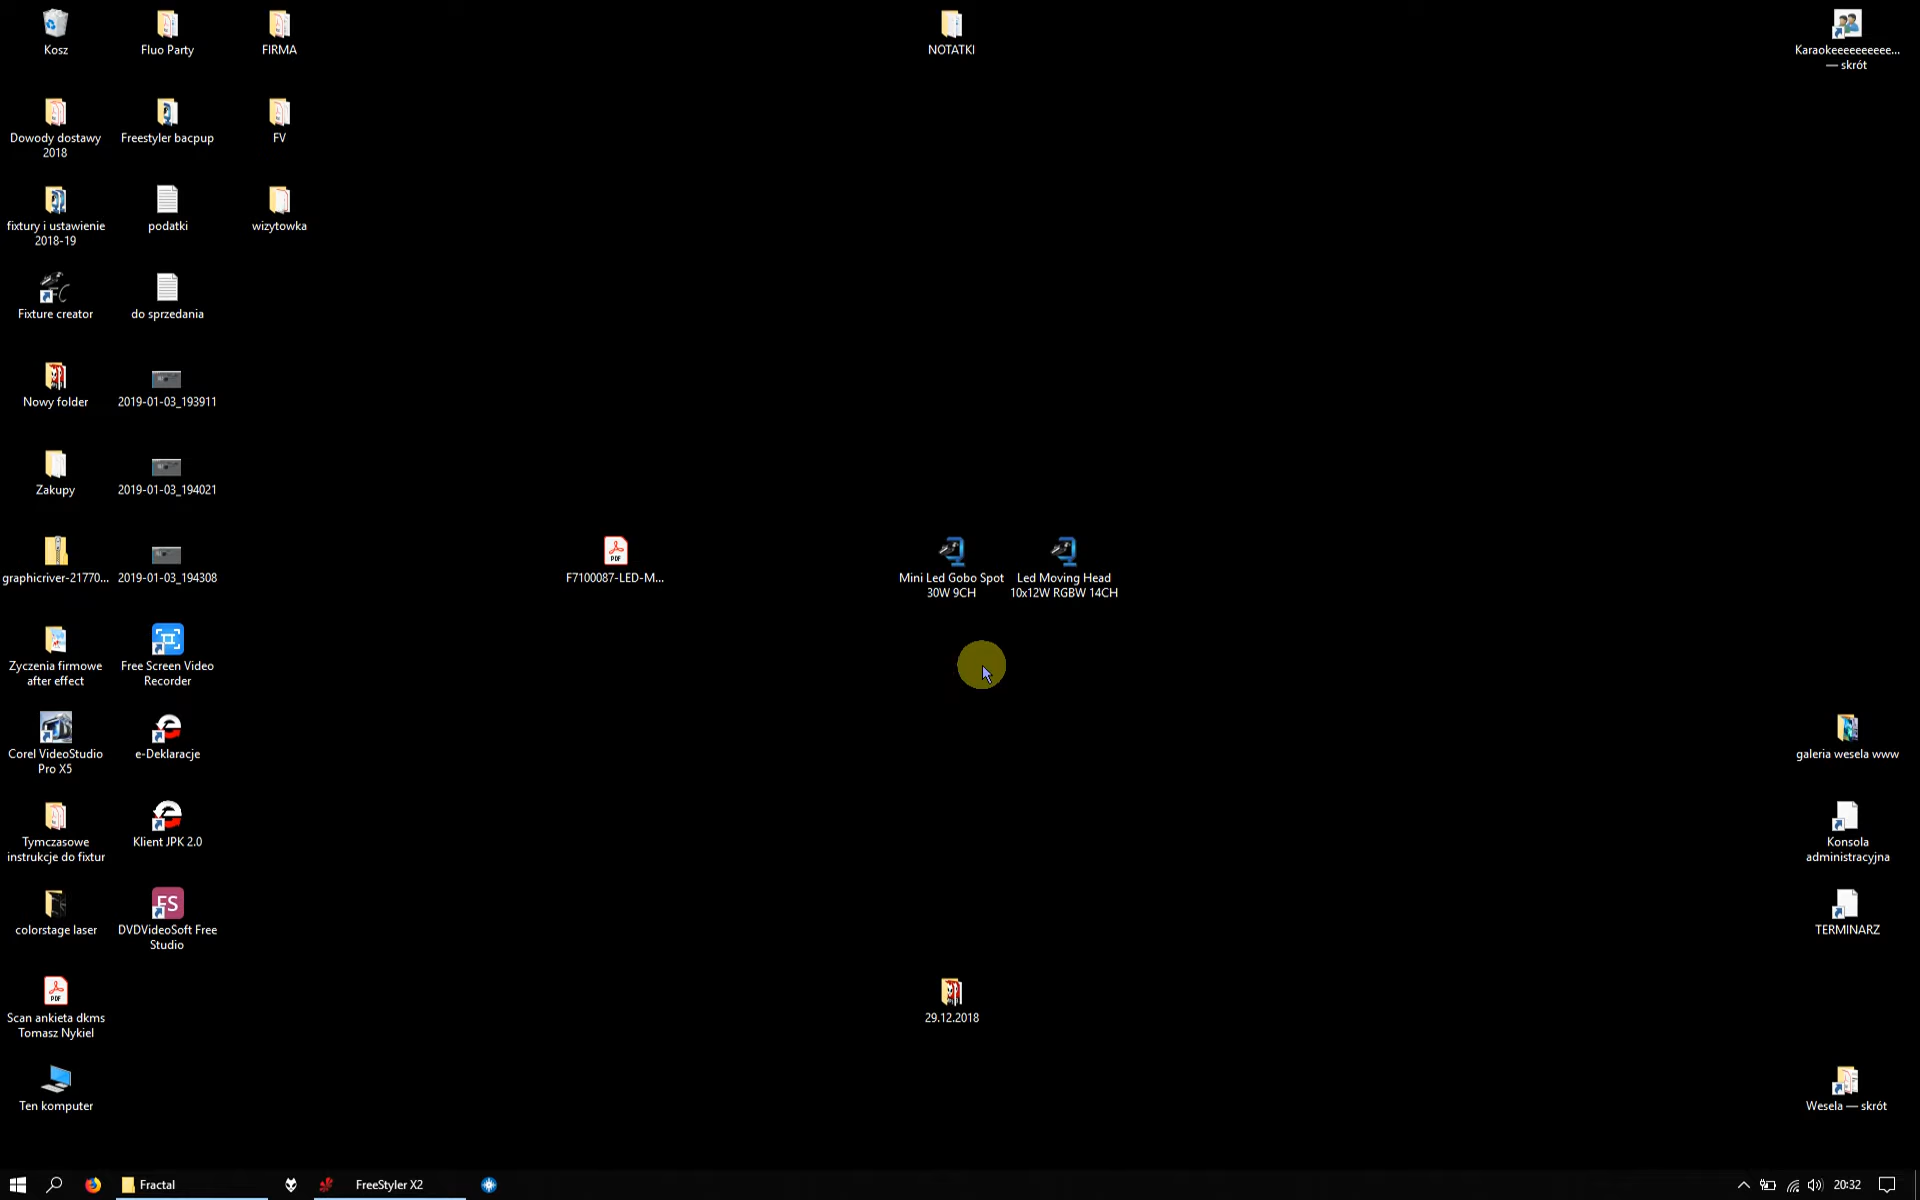 Kosz
Fluo Party
FIRMA
NOTATKI
Karaokeeeeeeeeee...
— skrót
Dowody dostawy
2018
Freestyler bacpup
FV
fixtury i ustawienie
2018-19
podatki
wizytowka
Fixture creator
do sprzedania
Nowy folder
2019-01-03_193911
Zakupy
2019-01-03_194021
graphicriver-21770...
2019-01-03_194308
PDF
F7100087-LED-M...
Mini Led Gobo Spot
30W 9CH
Led Moving Head
10x12W RGBW 14CH
Zyczenia firmowe
after effect
Free Screen Video
Recorder
Corel VideoStudio
Pro X5
e-Deklaracje
galeria wesela www
Tymczasowe
instrukcje do fixtur
Klient JPK 2.0
Konsola
administracyjna
colorstage laser
FS
DVDVideoSoft Free
Studio
TERMINARZ
PDF
Scan ankieta dkms
Tomasz Nykiel
29.12.2018
Ten komputer
Wesela — skrót
Fractal
FreeStyler X2
20:32